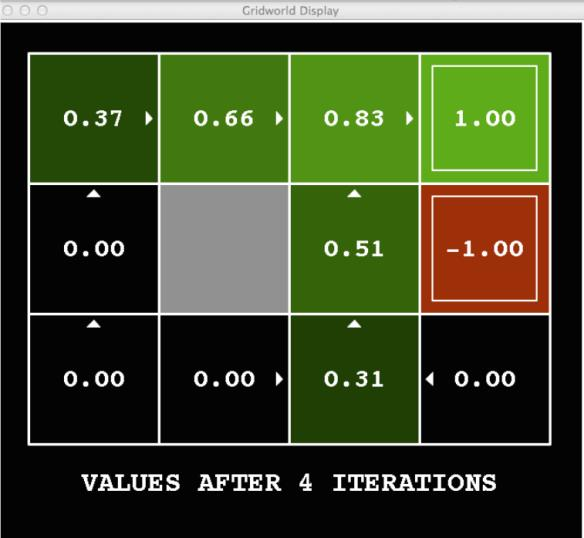 Gridworld Display
0.37 0.66 0.83 1.00
0.00 0.51 -1.00
0.00 0.00 0.31 0.00
VALUES AFTER 4 ITERATIONS